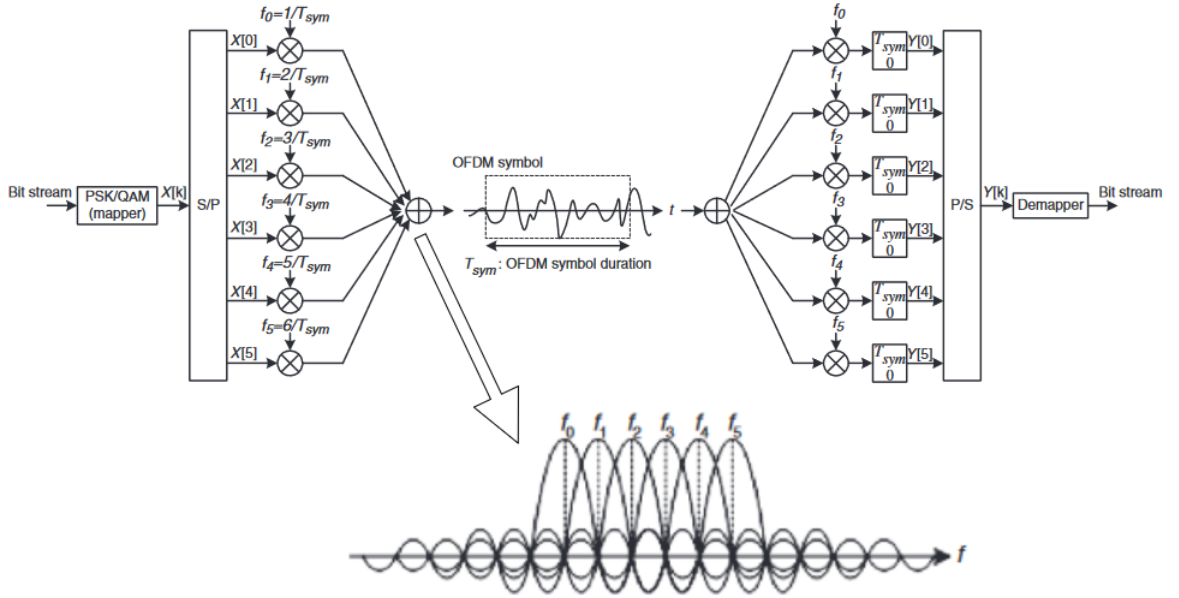 f0=1/Tsym
X[0]
f1=2/Tsym
X[1]
f2=3/Tsym
X[2]
f3=4/Tsym
X[3]
f4=5/Tsym
X[4]
f5=6/Tsym
X[5]
Bit stream
PSK/QAM
(mapper)
X[k]
S/P
OFDM symbol
t
Tsym: OFDM symbol duration
f0
Tsym
0
Y[0]
f1
Tsym
0
Y[1]
f2
Tsym
0
Y[2]
f3
Tsym
0
Y[3]
f4
Tsym
0
Y[4]
f5
Tsym
0
Y[5]
P/S
Y[k]
Demapper
Bit stream
f0 f1 f2 f3 f4 f5
f